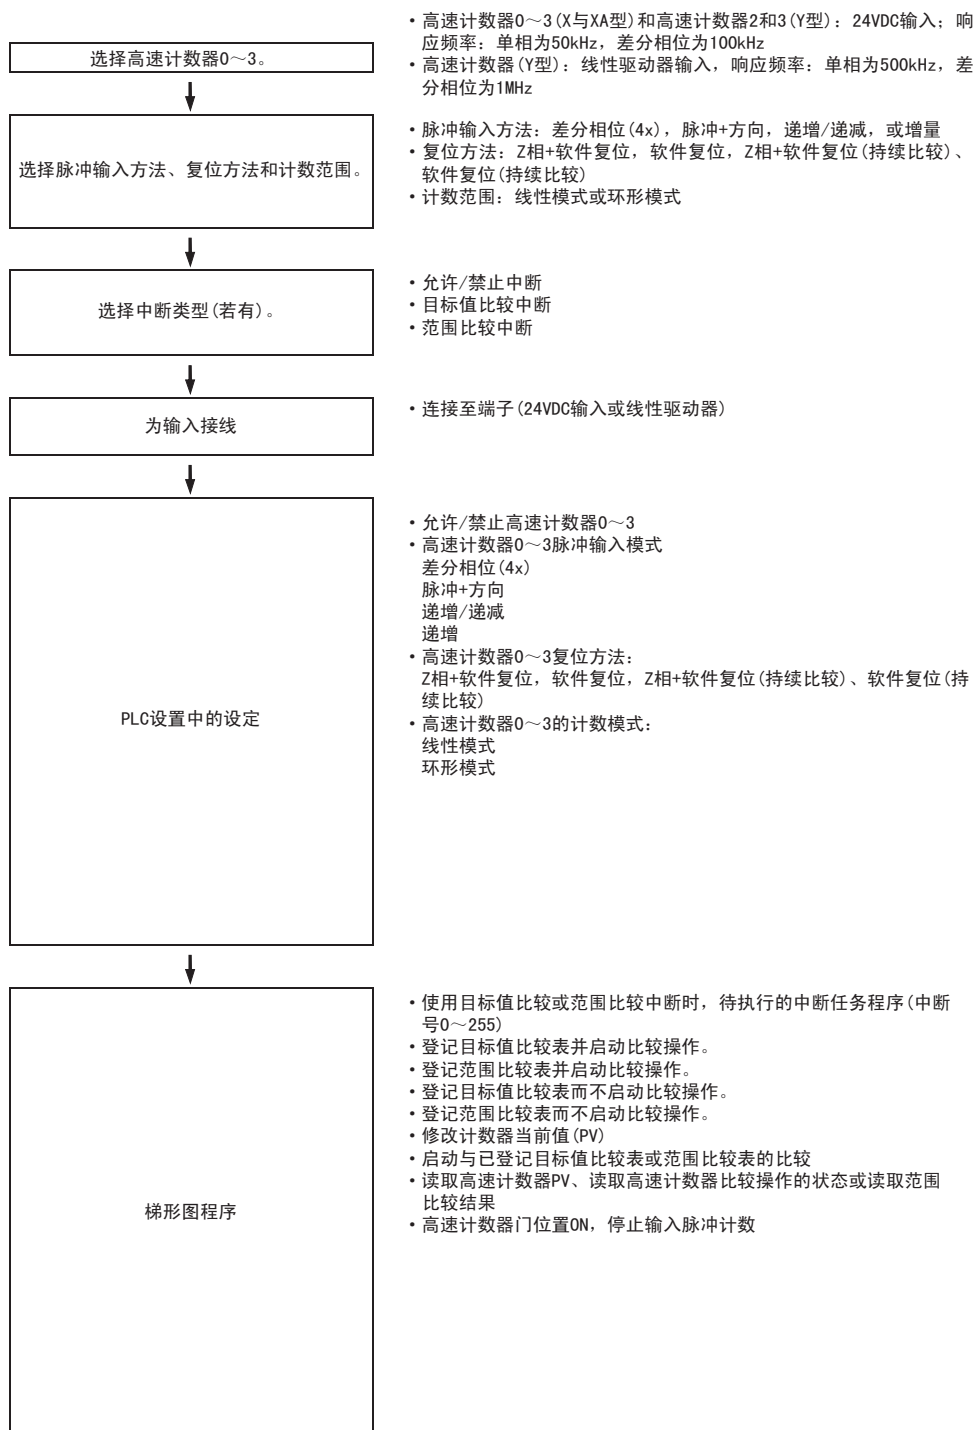 选择高速计数器0～3。
・高速计数器0～3(X与XA型)和高速计数器2和3(Y型)：24VDC输入；响
应频率：单相为50kHz，差分相位为100kHz
・高速计数器(Y型)：线性驱动器输入，响应频率：单相为500kHz，差
分相位为1MHz
选择脉冲输入方法、复位方法和计数范围。
・脉冲输入方法：差分相位(4x)，脉冲+方向，递增/递减，或增量
・复位方法：Z相+软件复位，软件复位，Z相+软件复位(持续比较)、
软件复位(持续比较)
・计数范围：线性模式或环形模式
选择中断类型(若有)。
・允许/禁止中断
・目标值比较中断
・范围比较中断
为输入接线
・连接至端子(24VDC输入或线性驱动器)
PLC设置中的设定
・允许/禁止高速计数器0～3
・高速计数器0～3脉冲输入模式
差分相位(4x)
脉冲+方向
递增/递减
递增
・高速计数器0～3复位方法：
Z相+软件复位，软件复位，Z相+软件复位(持续比较)、软件复位(持
续比较)
・高速计数器0～3的计数模式：
线性模式
环形模式
梯形图程序
・使用目标值比较或范围比较中断时，待执行的中断任务程序(中断
号0～255)
・登记目标值比较表并启动比较操作。
・登记范围比较表并启动比较操作。
・登记目标值比较表而不启动比较操作。
・登记范围比较表而不启动比较操作。
・修改计数器当前值(PV)
・启动与已登记目标值比较表或范围比较表的比较
・读取高速计数器PV、读取高速计数器比较操作的状态或读取范围
比较结果
・高速计数器门位置ON，停止输入脉冲计数